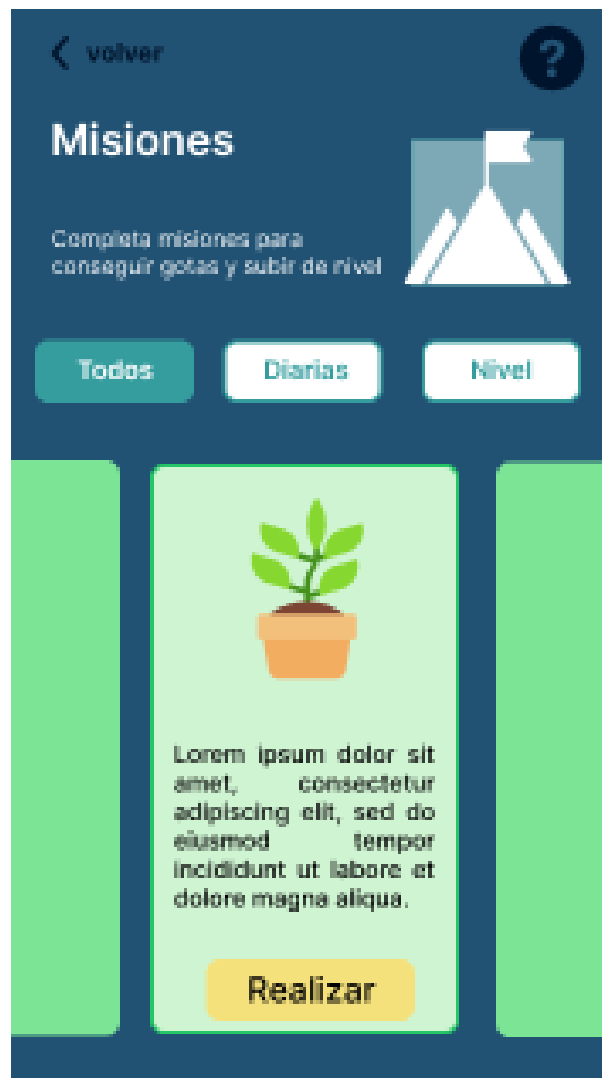 volver
?
Misiones
Completa misiones para
conseguir gotas y subir de nivel
Todos
Diarias
Nivel
Lorem ipsum dolor sit
amet, consectetur
adipiscing elit, sed do
eiusmod tempor
incididunt ut labore et
dolore magna aliqua.
Realizar